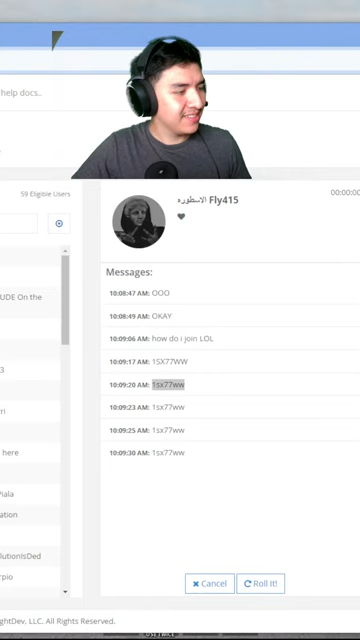 help docs..
59 Eligible Users
00:00:00
الاسطوره Fly415
UDE On the
Messages:
10:08:47 AM: OOO
10:08:49 AM: OKAY
10:09:06 AM: how do i join LOL
10:09:17 AM: 1SX77WW
3
10:09:20 AM: 1sx77ww
rri
10:09:23 AM: 1sx77ww
10:09:25 AM: 1sx77ww
here
10:09:30 AM: 1sx77ww
Piala
ation
lutionIsDed
rpio
Cancel
Roll It!
ghtDev, LLC. All Rights Reserved.